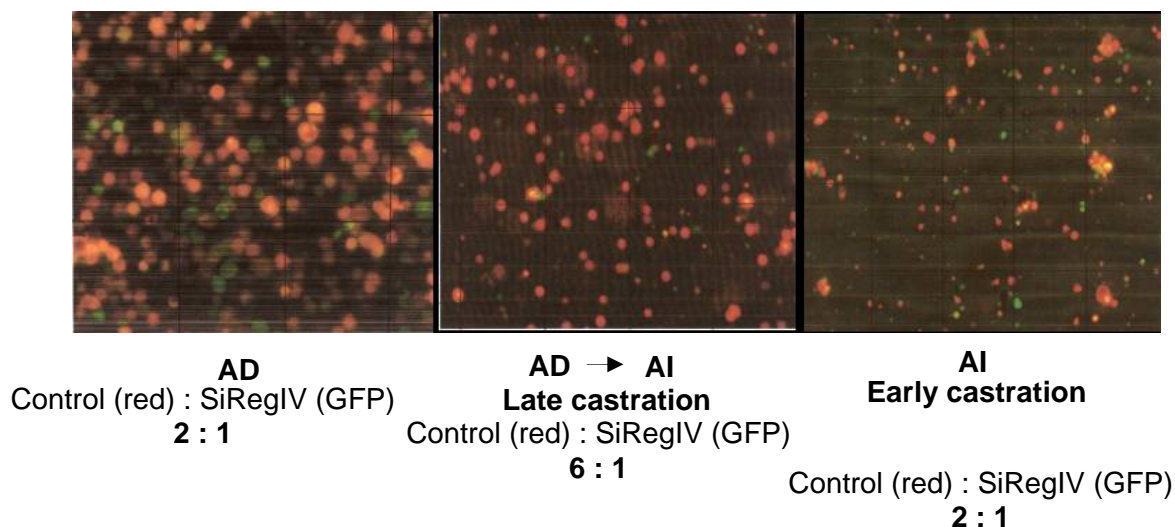 AD
Control (red) : SiRegIV (GFP)
2 : 1
AD → AI
Late castration
Control (red) : SiRegIV (GFP)
6 : 1
AI
Early castration
Control (red) : SiRegIV (GFP)
2 : 1